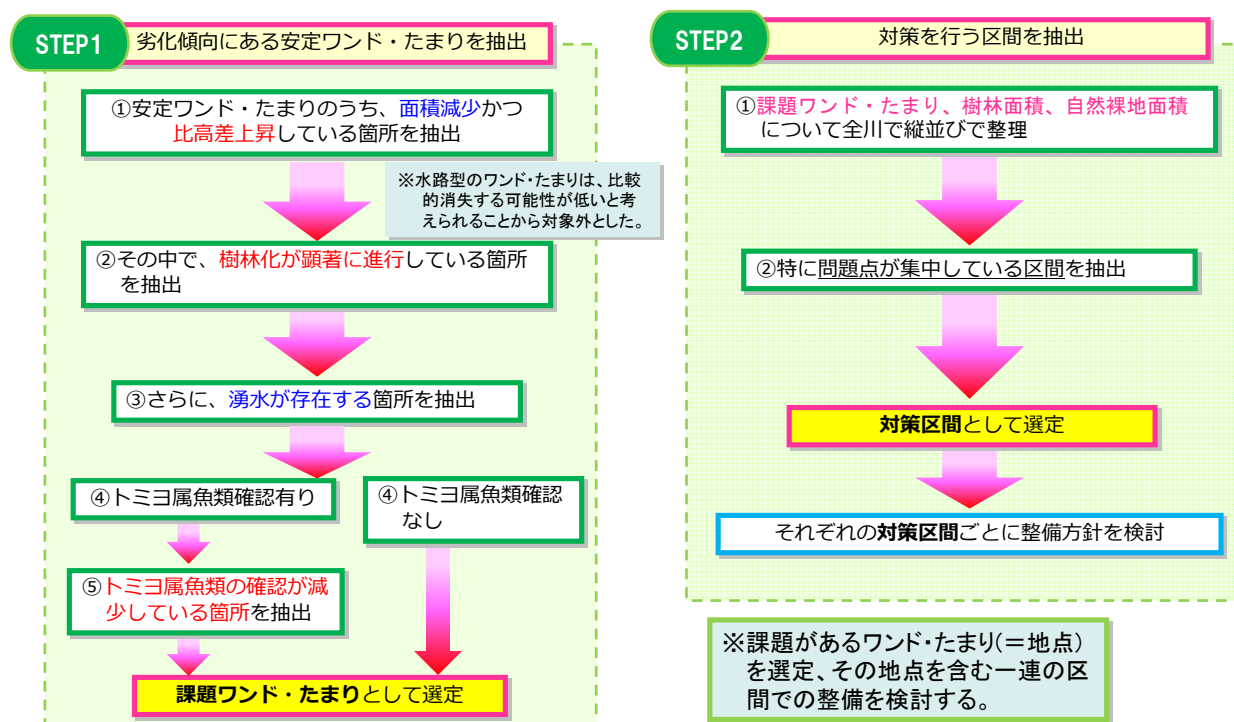 STEP1
劣化傾向にある安定ワンド・たまりを抽出
①安定ワンド・たまりのうち、面積減少かつ
比高差上昇している箇所を抽出
※水路型のワンド・たまりは、比較
的消失する可能性が低いと考
えられることから対象外とした。
②その中で、樹林化が顕著に進行している箇所
を抽出
③さらに、湧水が存在する箇所を抽出
④トミヨ属魚類確認有り
④トミヨ属魚類確認
なし
⑤トミヨ属魚類の確認が減
少している箇所を抽出
課題ワンド・たまりとして選定
STEP2
対策を行う区間を抽出
①課題ワンド・たまり、樹林面積、自然裸地面積
について全川で縦並びで整理
②特に問題点が集中している区間を抽出
対策区間として選定
それぞれの対策区間ごとに整備方針を検討
※課題があるワンド・たまり(＝地点)
を選定、その地点を含む一連の区
間での整備を検討する。